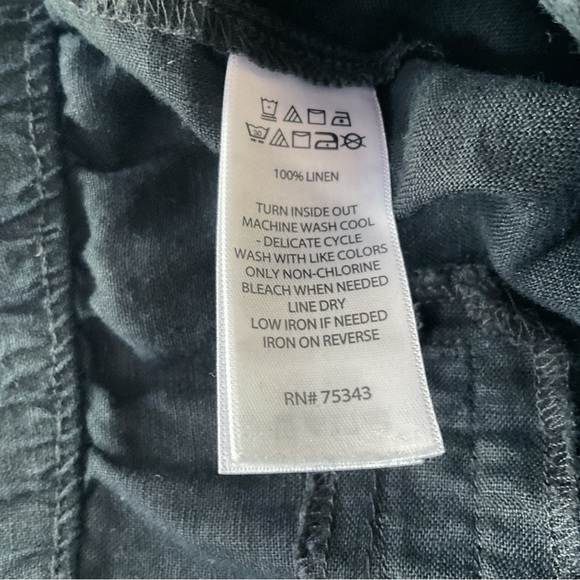 100% LINEN
TURN INSIDE OUT
MACHINE WASH COOL
- DELICATE CYCLE
WASH WITH LIKE COLORS
ONLY NON-CHLORINE
BLEACH WHEN NEEDED
LINE DRY
LOW IRON IF NEEDED
IRON ON REVERSE
RN# 75343